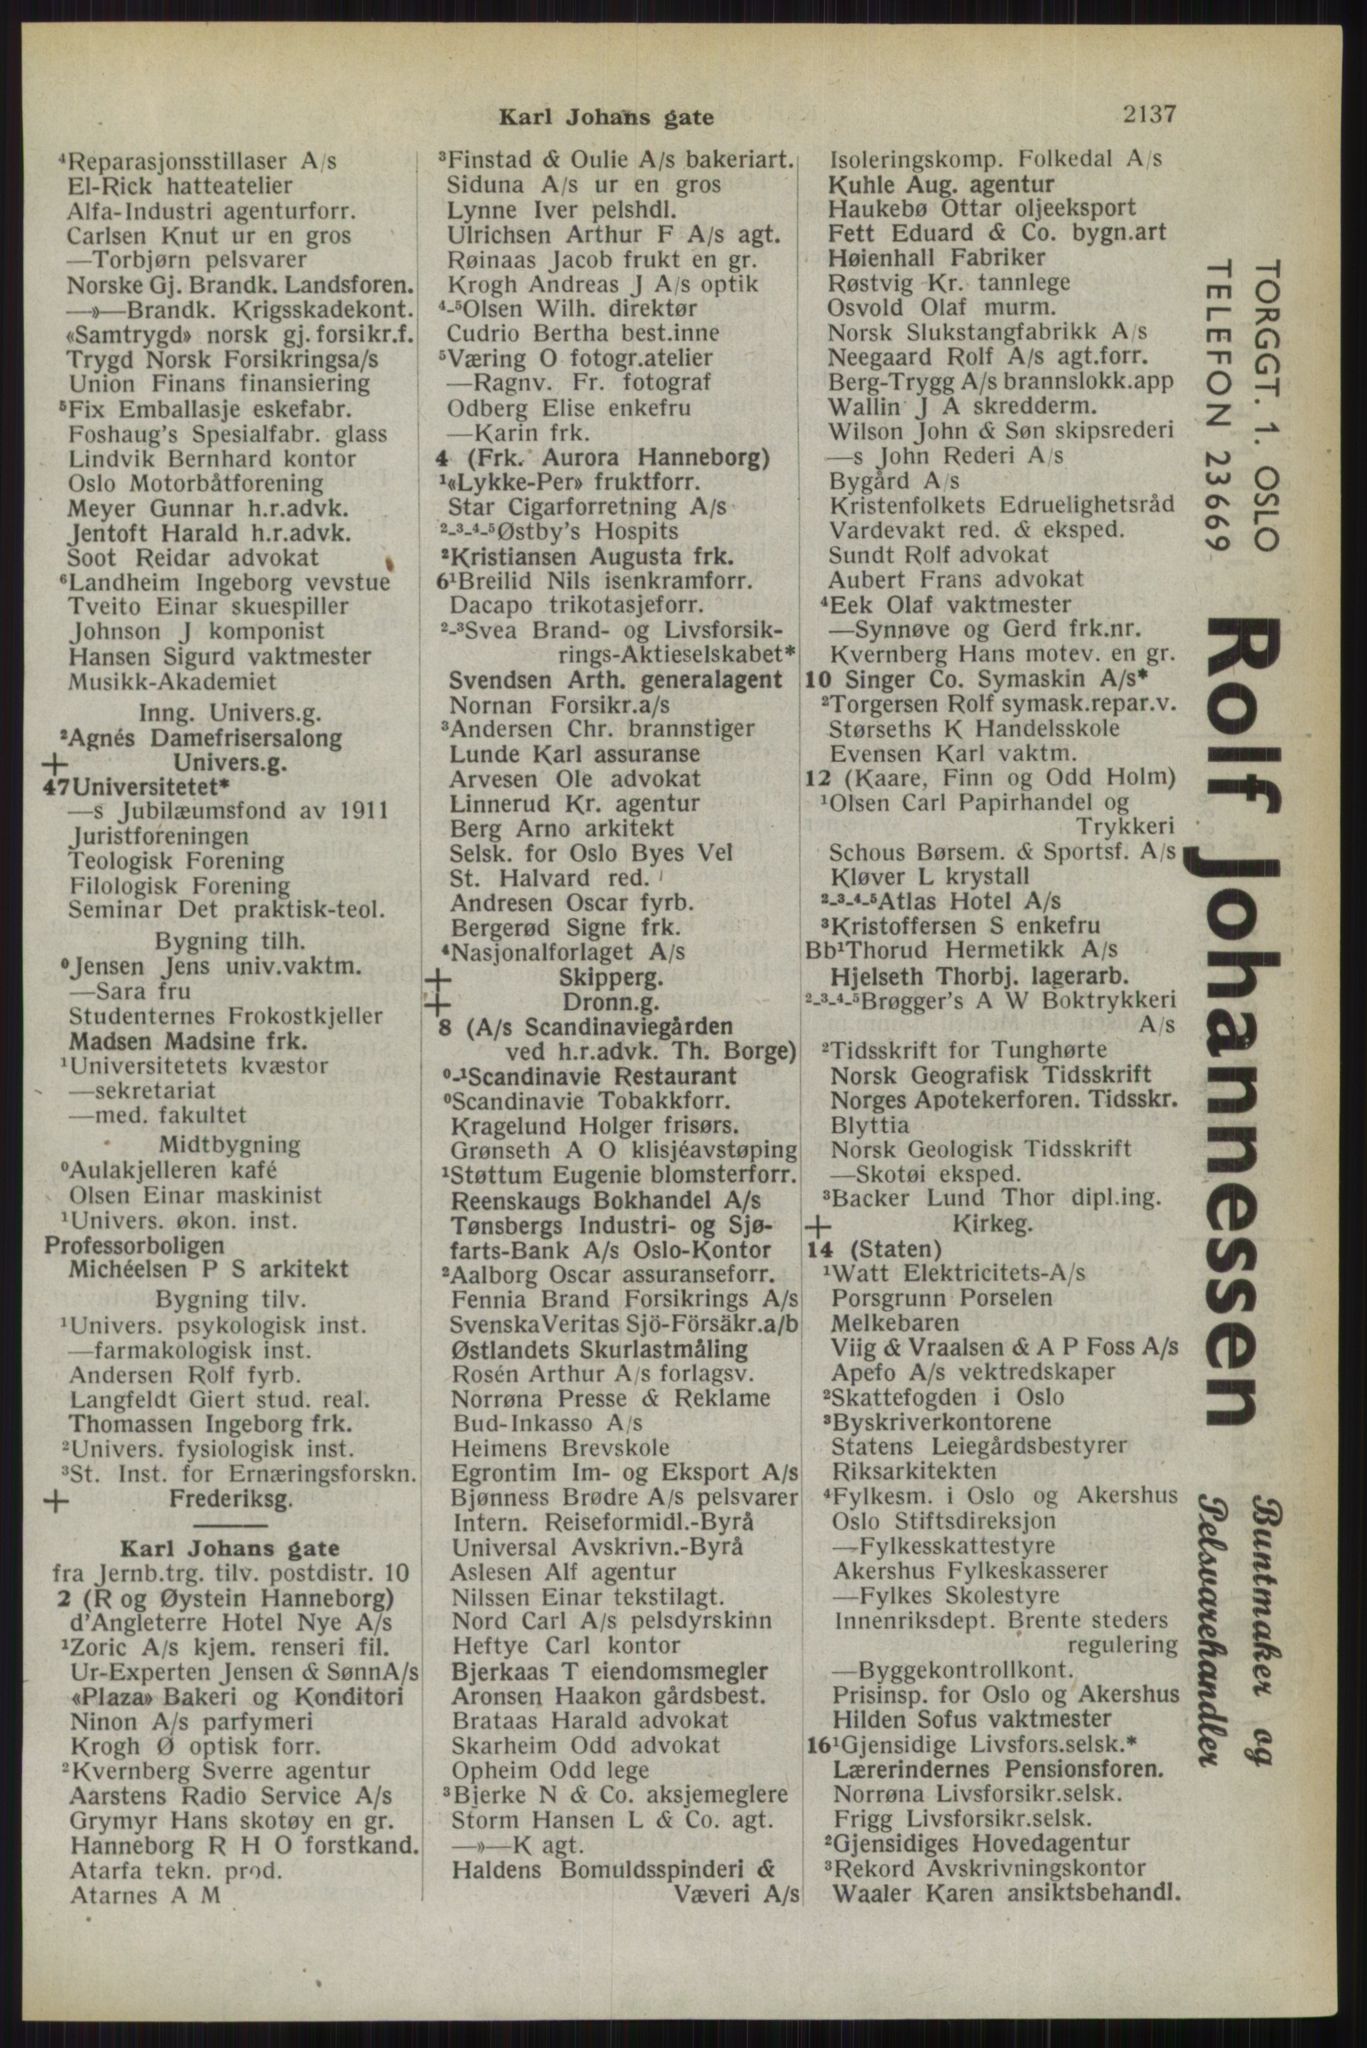 Karl Johans gate
2137
⁴Reparasjonsstillaser A/s
El-Rick hatteatelier
Alfa-Industri agenturforr.
Carlsen Knut ur en gros
—Torbjørn pelsvarer
Norske Gj. Brandk. Landsforen.
—»—Brandk. Krigsskadekont.
«Samtrygd» norsk gj. forsikr.f.
Trygd Norsk Forsikringsa/s
Union Finans finansiering
⁵Fix Emballasje eskefabr.
Foshaug's Spesialfabr. glass
Lindvik Bernhard kontor
Oslo Motorbåtforening
Meyer Gunnar h.r.advk.
Jentoft Harald h.r.advk.
Soot Reidar advokat
⁶Landheim Ingeborg vevstue
Tveito Einar skuespiller
Johnson J komponist
Hansen Sigurd vaktmester
Musikk-Akademiet
Inng. Univers.g.
²Agnés Damefrisersalong
+ Univers.g.
47 Universitetet*
—s Jubilæumsfond av 1911
Juristforeningen
Teologisk Forening
Filologisk Forening
Seminar Det praktisk-teol.
Bygning tilh.
⁰Jensen Jens univ.vaktm.
—Sara fru
Studenternes Frokostkjeller
Madsen Madsine frk.
¹Universitetets kvæstor
—sekretariat
—med. fakultet
Midtbygning
⁰Aulakjelleren kafé
Olsen Einar maskinist
¹Univers. økon. inst.
Professorboligen
Michéelsen P S arkitekt
Bygning tilv.
¹Univers. psykologisk inst.
—farmakologisk inst.
Andersen Rolf fyrb.
Langfeldt Giert stud. real.
Thomassen Ingeborg frk.
²Univers. fysiologisk inst.
³St. Inst. for Ernæringsforskn.
+ Frederiksg.
Karl Johans gate
fra Jernb.trg. tilv. postdistr. 10
2 (R og Øystein Hanneborg)
d'Angleterre Hotel Nye A/s
¹Zoric A/s kjem. renseri fil.
Ur-Experten Jensen & Sønn A/s
«Plaza» Bakeri og Konditori
Ninon A/s parfymeri
Krogh Ø optisk forr.
²Kvernberg Sverre agentur
Aarstens Radio Service A/s
Grymyr Hans skotøy en gr.
Hanneborg R H O forstkand.
Atarfa tekn. prod.
Atarnes A M
³Finstad & Oulie A/s bakeriart.
Siduna A/s ur en gros
Lynne Iver pelshdl.
Ulrichsen Arthur F A/s agt.
Røinaas Jacob frukt en gr.
Krogh Andreas J A/s optik
⁴-⁵Olsen Wilh. direktør
Cudrio Bertha best.inne
⁵Væring O fotogr.atelier
—Ragnv. Fr. fotograf
Odberg Elise enkefru
—Karin frk.
4 (Frk. Aurora Hanneborg)
¹«Lykke-Per» fruktforr.
Star Cigarforretning A/s
²-³-⁴-⁵Østby's Hospits
²Kristiansen Augusta frk.
6 ¹Breilid Nils isenkramforr.
Dacapo trikotasjeforr.
²-³Svea Brand- og Livsforsik-
rings-Aktieselskabet*
Svendsen Arth. generalagent
Nornan Forsikr.a/s
³Andersen Chr. brannstiger
Lunde Karl assuranse
Arvesen Ole advokat
Linnerud Kr. agentur
Berg Arno arkitekt
Selsk. for Oslo Byes Vel
St. Halvard red.
Andresen Oscar fyrb.
Bergerød Signe frk.
⁴Nasjonalforlaget A/s
+ Skipperg.
+ Dronn.g.
8 (A/s Scandinaviegården
ved h.r.advk. Th. Borge)
⁰-¹Scandinavie Restaurant
⁰Scandinavie Tobakkforr.
Kragelund Holger frisørs.
Grønseth A O klisjéavstøping
¹Støttum Eugenie blomsterforr.
Reenskaugs Bokhandel A/s
Tønsbergs Industri- og Sjø-
farts-Bank A/s Oslo-Kontor
²Aalborg Oscar assuranseforr.
Fennia Brand Forsikrings A/s
Svenska Veritas Sjö-Försäkr.a/b
Østlandets Skurlastmåling
Rosén Arthur A/s forlagsv.
Norrøna Presse & Reklame
Bud-Inkasso A/s
Heimens Brevskole
Egrontim Im- og Eksport A/s
Bjønness Brødre A/s pelsvarer
Intern. Reiseformidl.-Byrå
Universal Avskrivn.-Byrå
Aslesen Alf agentur
Nilssen Einar tekstilagt.
Nord Carl A/s pelsdyrskinn
Heftye Carl kontor
Bjerkaas T eiendomsmegler
Aronsen Haakon gårdsbest.
Brataas Harald advokat
Skarheim Odd advokat
Opheim Odd lege
³Bjerke N & Co. aksjemeglere
Storm Hansen L & Co. agt.
—»—K agt.
Haldens Bomuldsspinderi &
Væveri A/s
Isoleringskomp. Folkedal A/s
Kuhle Aug. agentur
Haukebø Ottar oljeeksport
Fett Eduard & Co. bygn.art
Høienhall Fabriker
Røstvig Kr. tannlege
Osvold Olaf murm.
Norsk Slukstangfabrikk A/s
Neegaard Rolf A/s agt.forr.
Berg-Trygg A/s brannslokk.app
Wallin J A skredderm.
Wilson John & Søn skipsrederi
—s John Rederi A/s
Bygård A/s
Kristenfolkets Edruelighetsråd
Vardevakt red. & eksped.
Sundt Rolf advokat
Aubert Frans advokat
⁴Eek Olaf vaktmester
—Synnøve og Gerd frk.nr.
Kvernberg Hans motev. en gr.
10 Singer Co. Symaskin A/s*
²Torgersen Rolf symask.repar.v.
Størseths K Handelsskole
Evensen Karl vaktm.
12 (Kaare, Finn og Odd Holm)
¹Olsen Carl Papirhandel og
Trykkeri
Schous Børsem. & Sportsf. A/s
Kløver L krystall
²-³-⁴-⁵Atlas Hotel A/s
³Kristoffersen S enkefru
Bb¹Thorud Hermetikk A/s
Hjelseth Thorbj. lagerarb.
²-³-⁴-⁵Brøgger's A W Boktrykkeri
A/s
²Tidsskrift for Tunghørte
Norsk Geografisk Tidsskrift
Norges Apotekerforen. Tidsskr.
Blyttia
Norsk Geologisk Tidsskrift
—Skotøi eksped.
³Backer Lund Thor dipl.ing.
+ Kirkeg.
14 (Staten)
¹Watt Elektricitets-A/s
Porsgrunn Porselen
Melkebaren
Viig & Vraalsen & A P Foss A/s
Apefo A/s vektredskaper
²Skattefogden i Oslo
³Byskriverkontorene
Statens Leiegårdsbestyrer
Riksarkitekten
⁴Fylkesm. i Oslo og Akershus
Oslo Stiftsdireksjon
—Fylkesskattestyre
Akershus Fylkeskasserer
—Fylkes Skolestyre
Innenriksdept. Brente steders
regulering
—Byggekontrollkont.
Prisinsp. for Oslo og Akershus
Hilden Sofus vaktmester
16 ¹Gjensidige Livsfors.selsk.*
Lærerindernes Pensionsforen.
Norrøna Livsforsikr.selsk.
Frigg Livsforsikr.selsk.
²Gjensidiges Hovedagentur
³Rekord Avskrivningskontor
Waaler Karen ansiktsbehandl.
TORGGT. 1. OSLO
TELEFON 23669
Rolf Johannessen
Buntmaker og
Pelsvarehandler